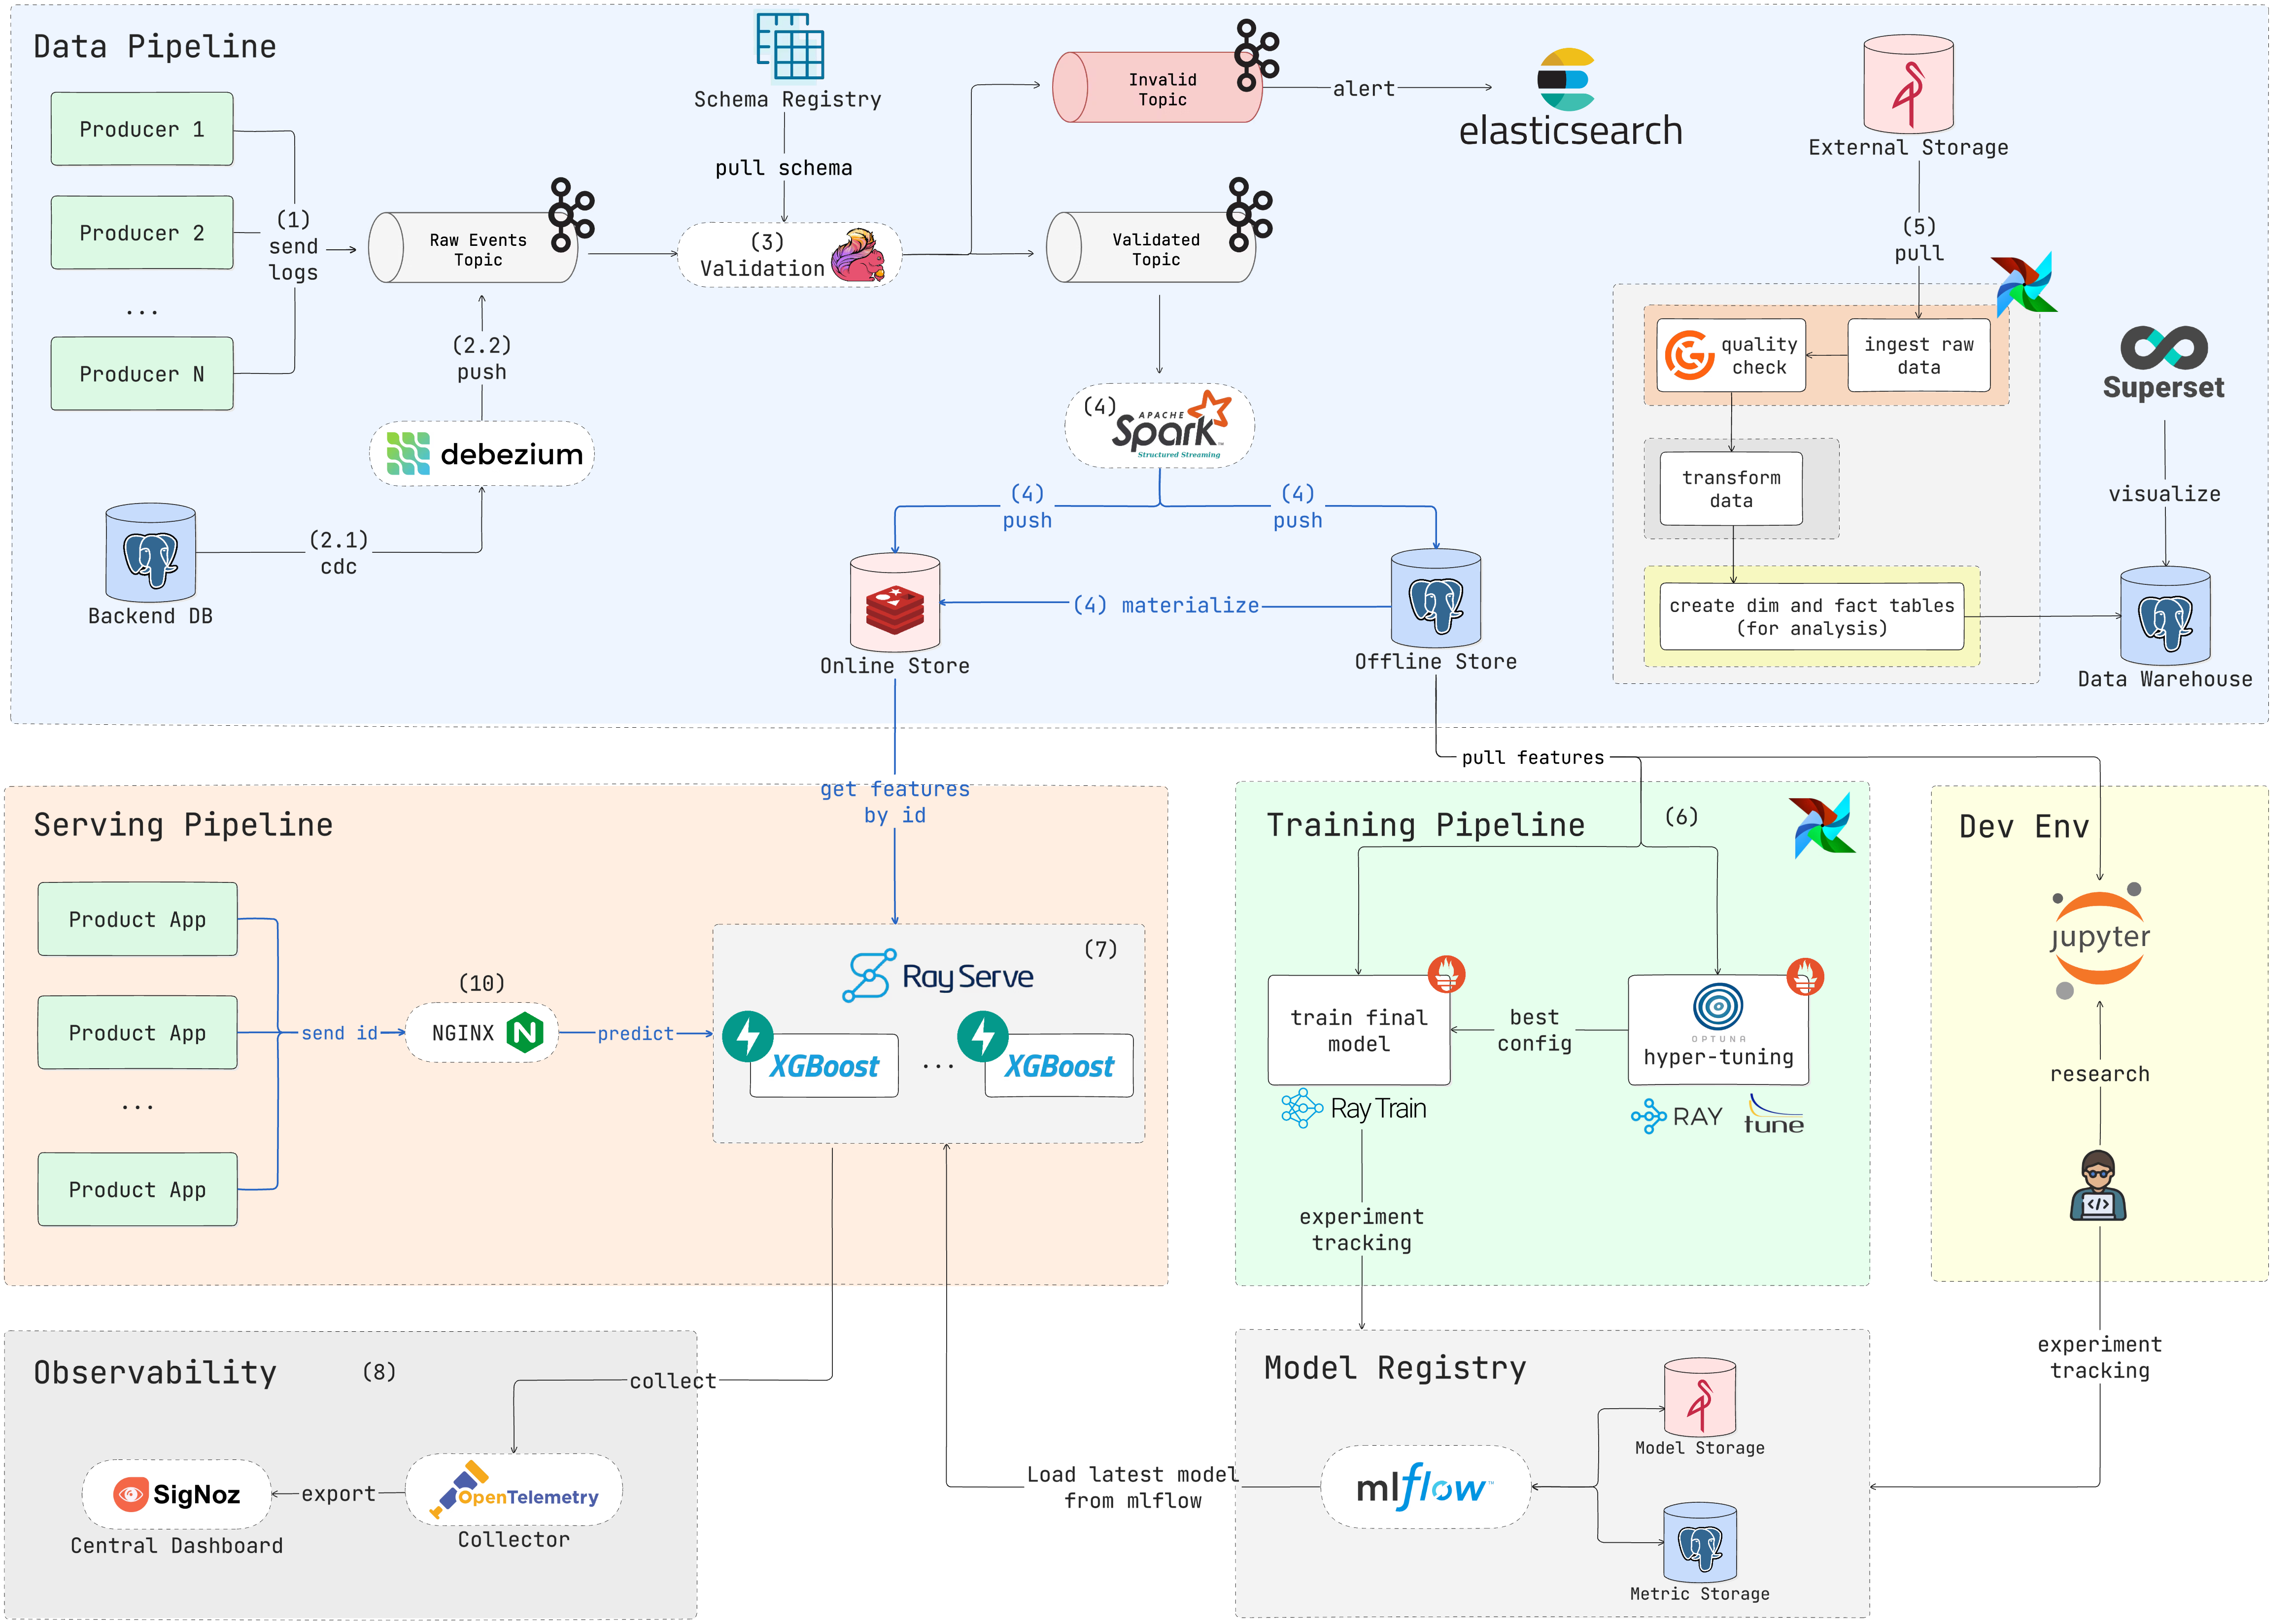 Data Pipeline
Producer 1
Producer 2
...
Producer N
(1)
send
logs
Raw Events
Topic
(2.2)
push
debezium
(2.1)
cdc
Backend DB
Schema Registry
pull schema
(3)
Validation
Invalid
Topic
alert
elasticsearch
Validated
Topic
(4)
APACHE
Spark™
Structured Streaming
(4)
push
(4)
push
(4) materialize
Online Store
Offline Store
External Storage
(5)
pull
quality
check
ingest raw
data
transform
data
create dim and fact tables
(for analysis)
Superset
visualize
Data Warehouse
get features
by id
pull features
Serving Pipeline
Product App
Product App
...
Product App
send id
(10)
NGINX
N
predict
(7)
Ray Serve
XGBoost
...
XGBoost
Training Pipeline
(6)
train final
model
Ray Train
best
config
OPTUNA
hyper-tuning
RAY
tune
experiment
tracking
Dev Env
jupyter
research
</>
experiment
tracking
Observability
(8)
collect
SigNoz
Central Dashboard
export
OpenTelemetry
Collector
Load latest model
from mlflow
Model Registry
mlflow™
Model Storage
Metric Storage